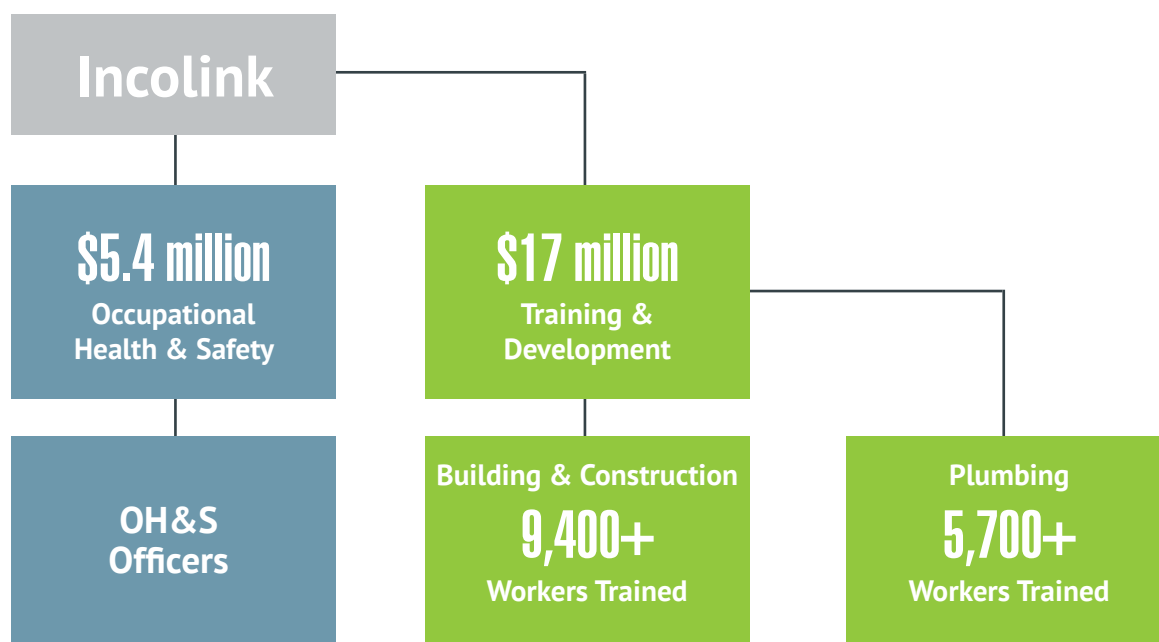 Incolink
$5.4 million
Occupational
Health & Safety
$17 million
Training &
Development
OH&S
Officers
Building & Construction
9,400+
Workers Trained
Plumbing
5,700+
Workers Trained